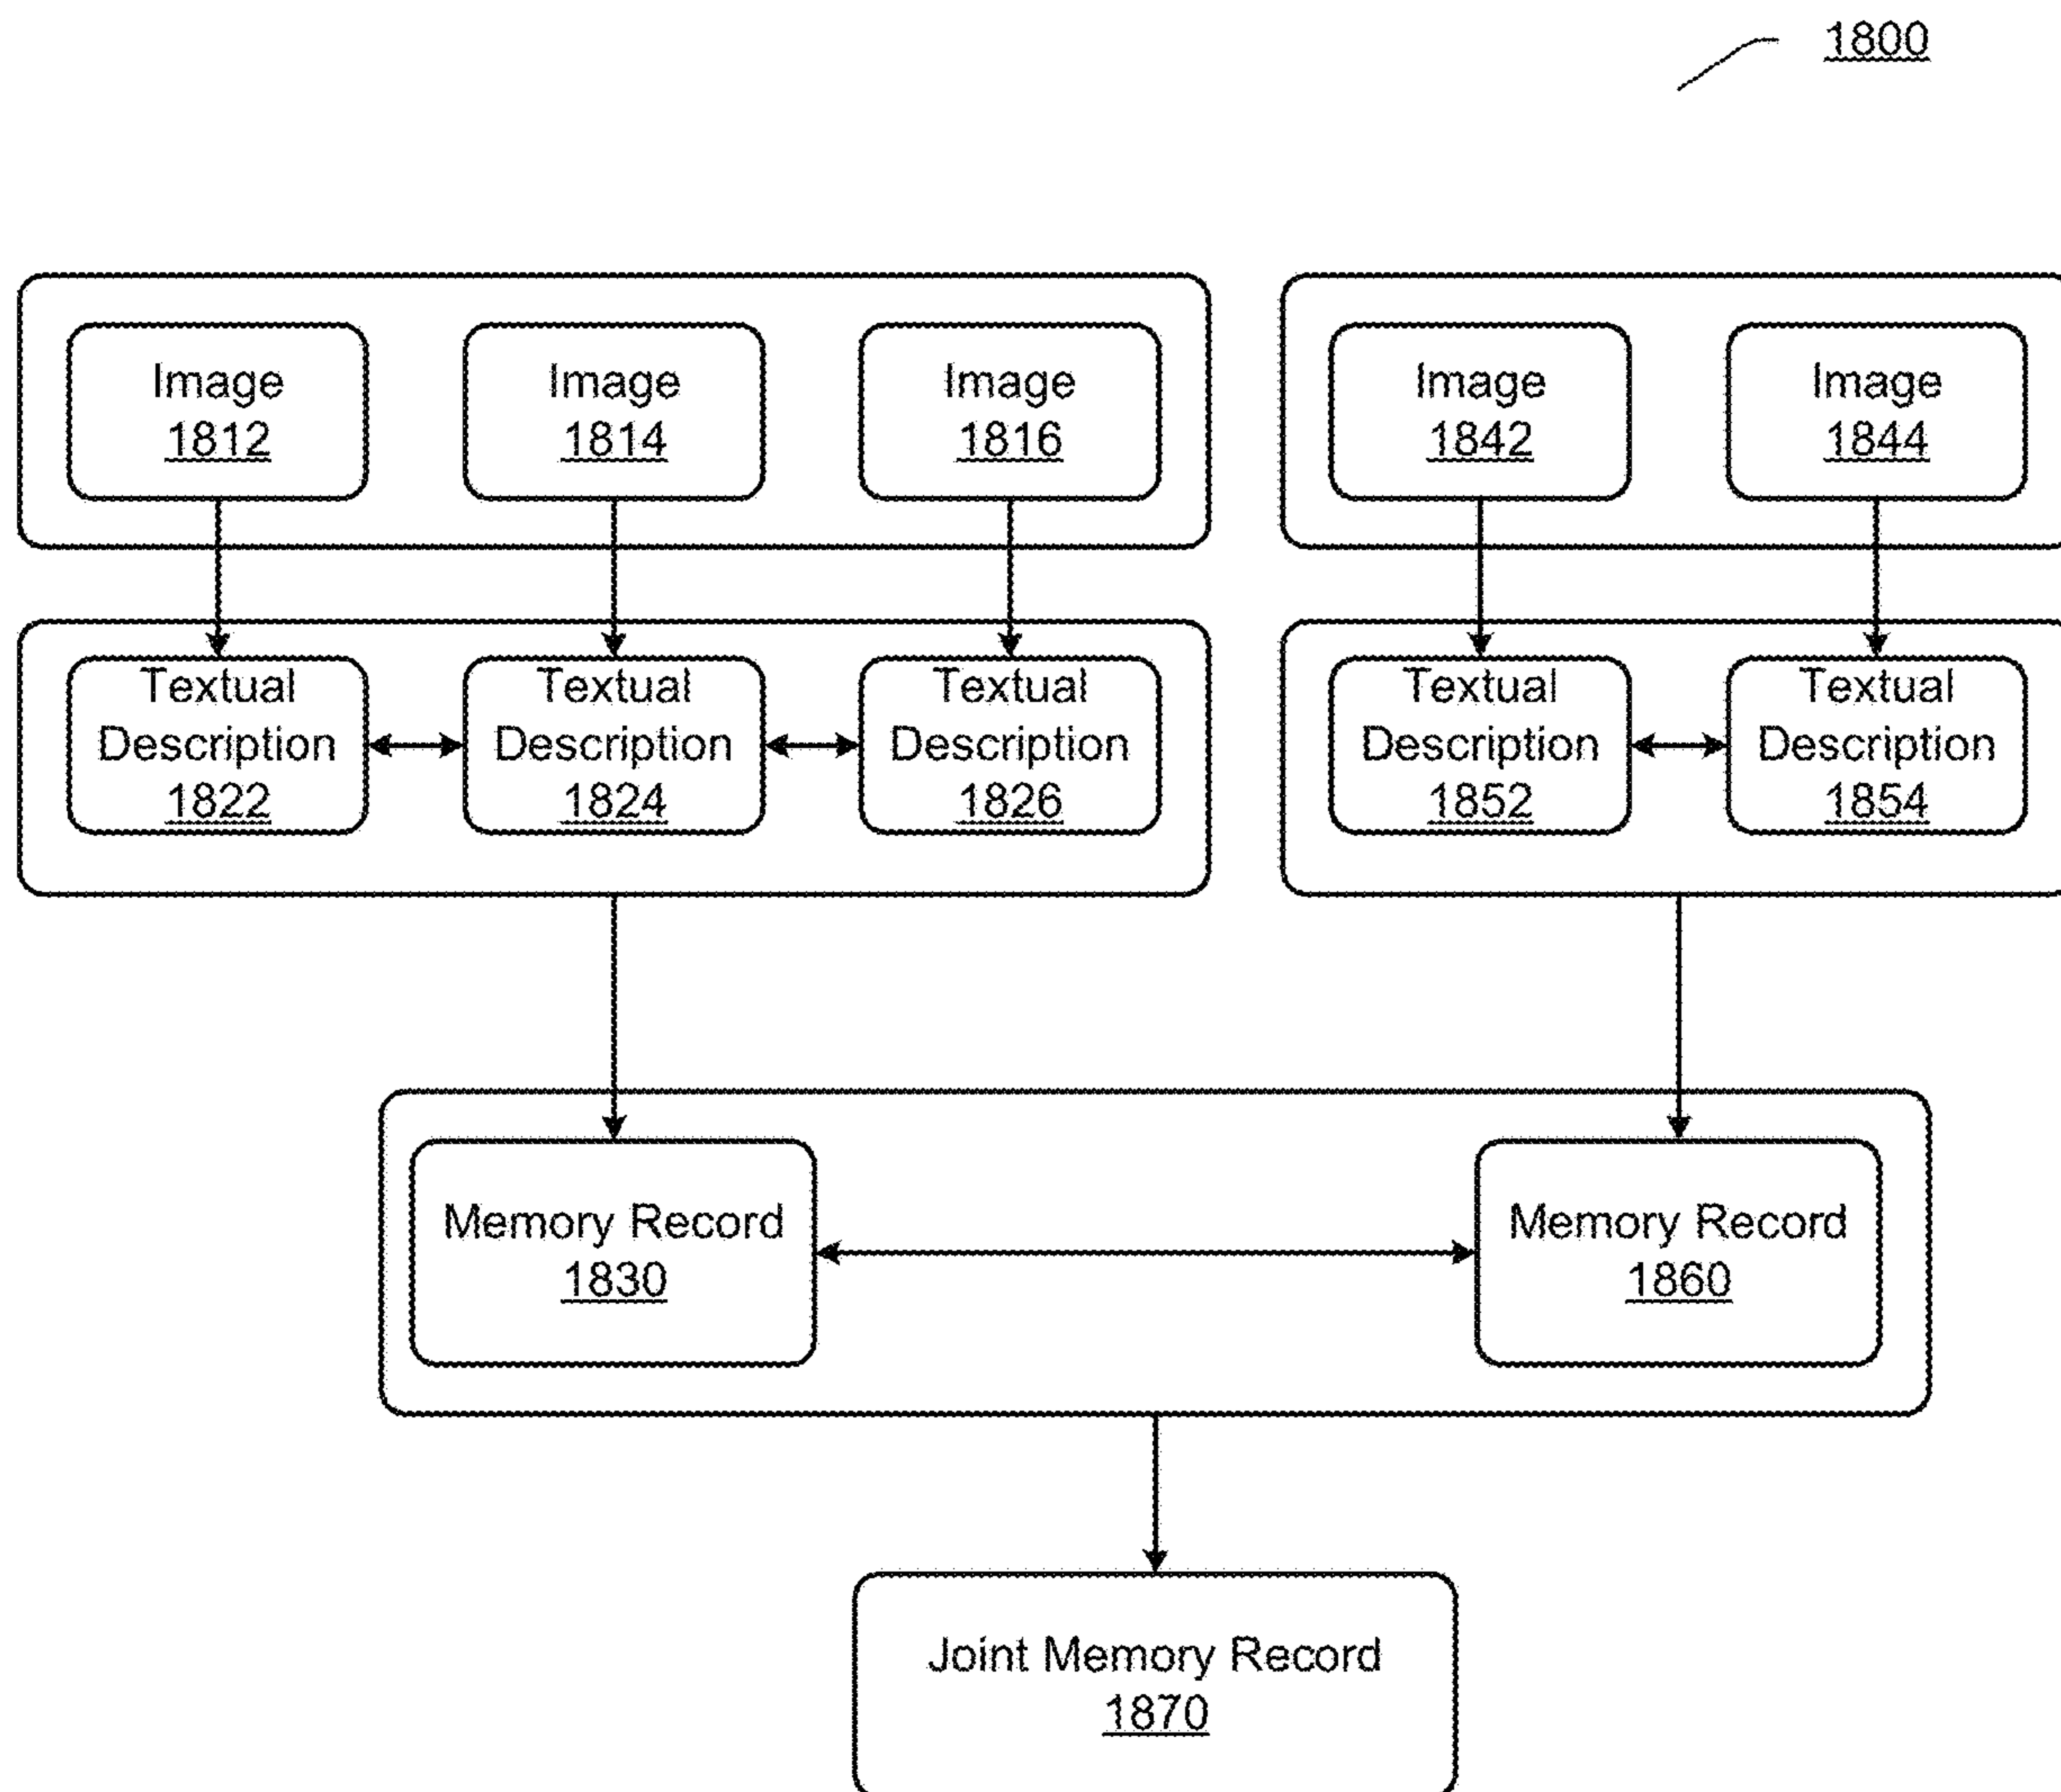 1800
Image
1812
Image
1814
Image
1816
Image
1842
Image
1844
Textual
Description
1822
Textual
Description
1824
Textual
Description
1826
Textual
Description
1852
Textual
Description
1854
Memory Record
1830
Memory Record
1860
Joint Memory Record
1870